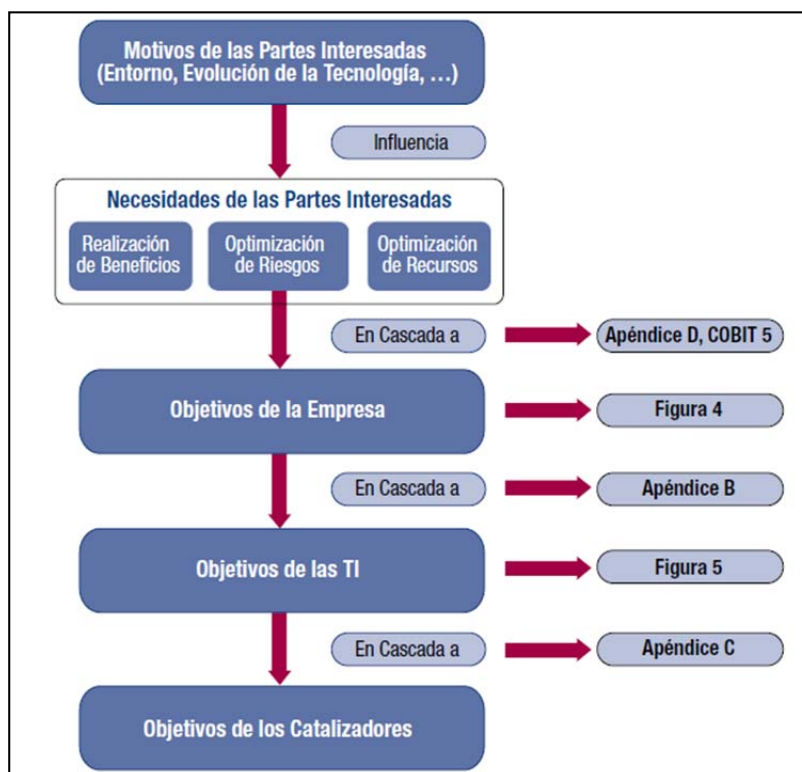 Motivos de las Partes Interesadas
(Entorno, Evolución de la Tecnología, …)
Influencia
Necesidades de las Partes Interesadas
Realización
de Beneficios
Optimización
de Riesgos
Optimización
de Recursos
En Cascada a
Apéndice D, COBIT 5
Objetivos de la Empresa
Figura 4
En Cascada a
Apéndice B
Objetivos de las TI
Figura 5
En Cascada a
Apéndice C
Objetivos de los Catalizadores